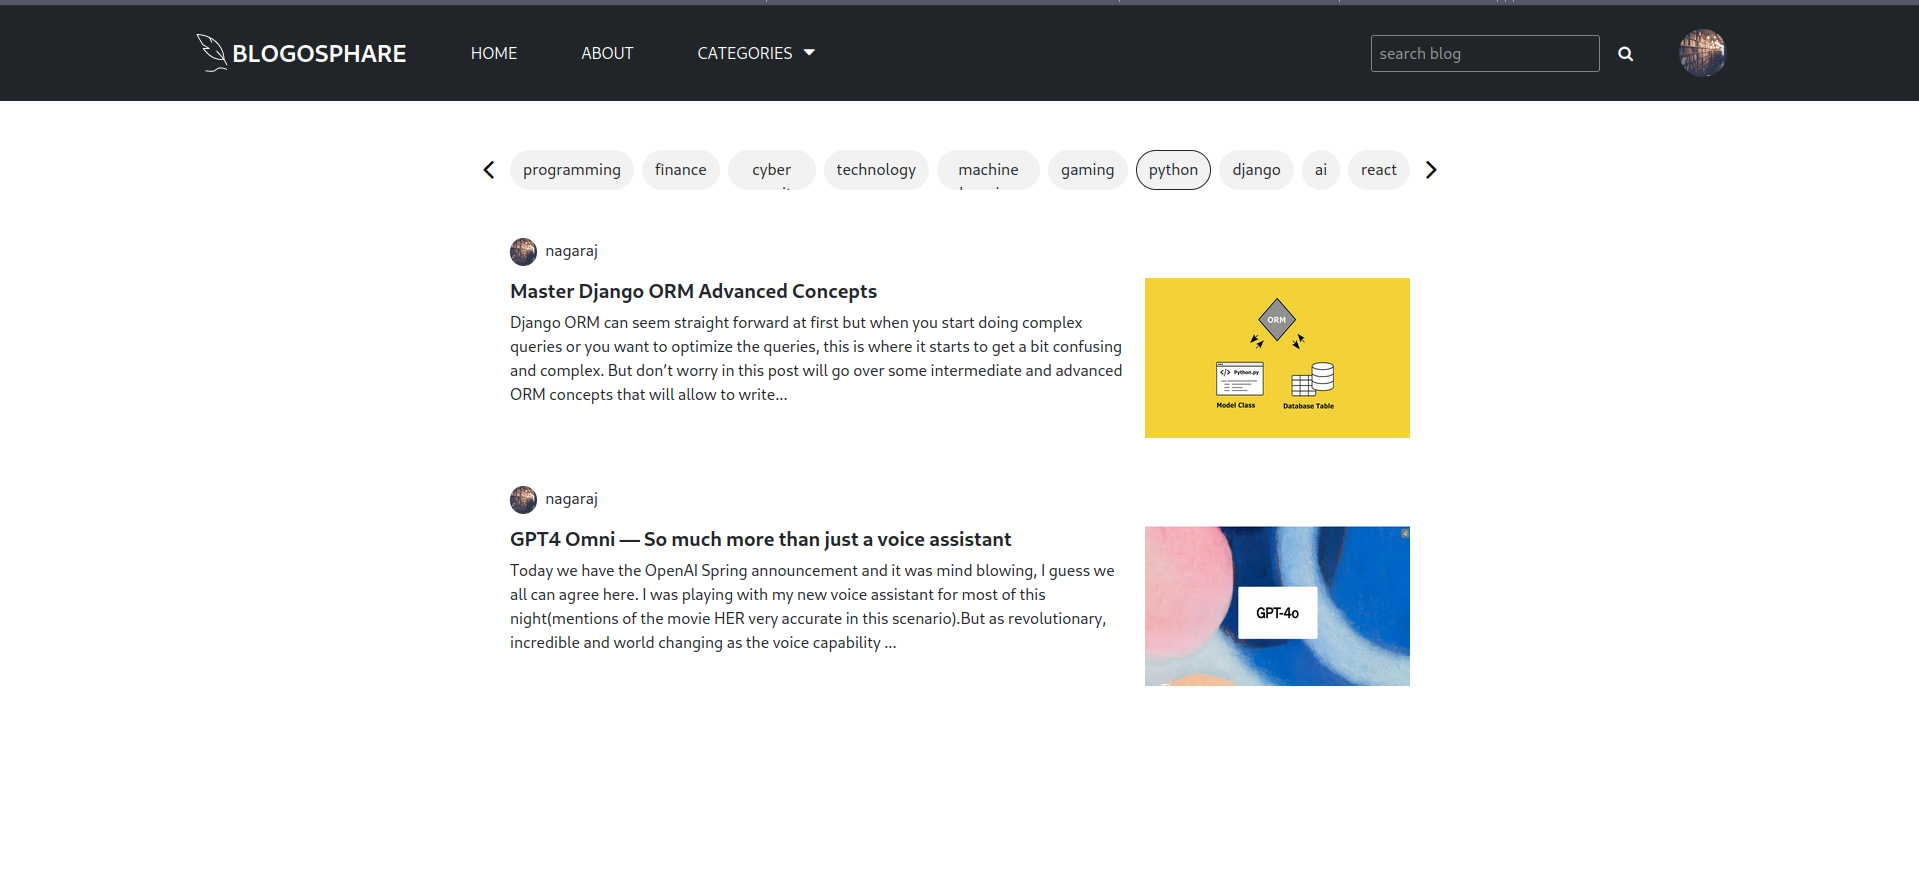 BLOGOSPHARE HOME ABOUT CATEGORIES search blog
programming finance cyber technology machine gaming python django ai react
nagaraj
Master Django ORM Advanced Concepts
Django ORM can seem straight forward at first but when you start doing complex
queries or you want to optimize the queries, this is where it starts to get a bit confusing
and complex. But don’t worry in this post will go over some intermediate and advanced
ORM concepts that will allow to write...
ORM
</> Python.py
Model Class Database Table
nagaraj
GPT4 Omni — So much more than just a voice assistant
Today we have the OpenAI Spring announcement and it was mind blowing, I guess we
all can agree here. I was playing with my new voice assistant for most of this
night(mentions of the movie HER very accurate in this scenario).But as revolutionary,
incredible and world changing as the voice capability ...
GPT-4o